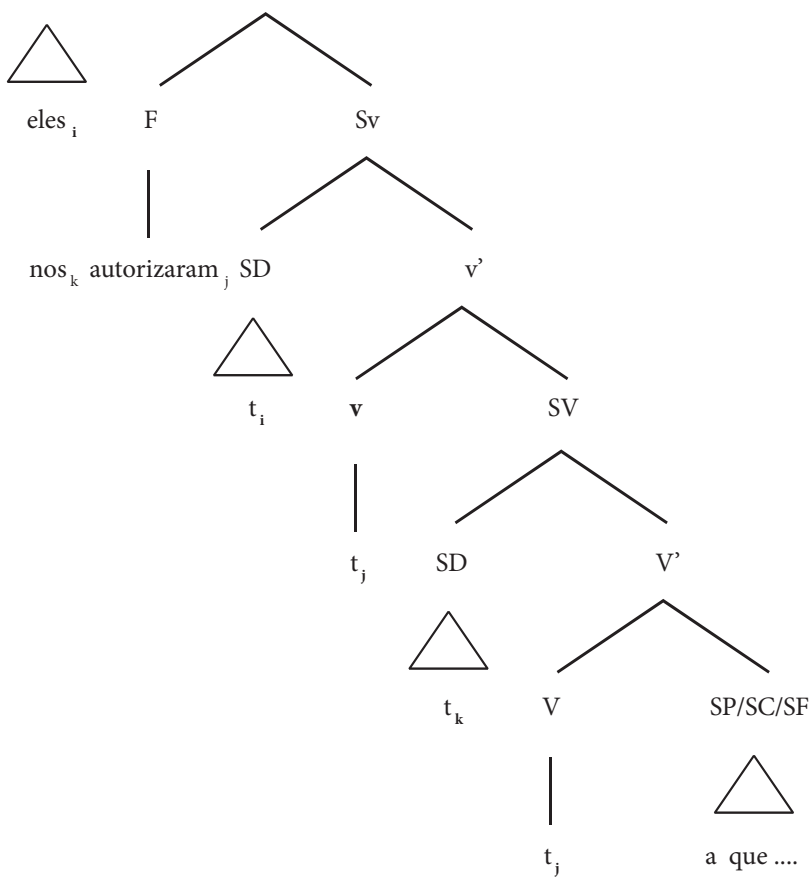 eles i F Sv
nos k autorizaram j SD v’
t i v SV
t j SD V’
t k V SP/SC/SF
t j a que ....